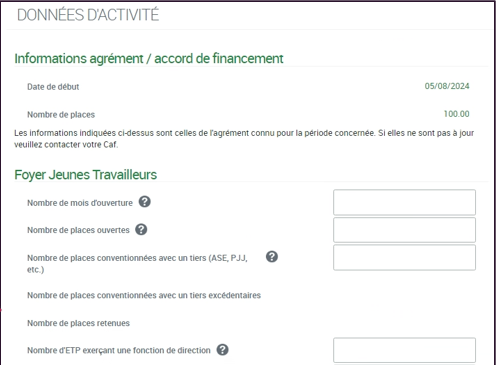 DONNÉES D'ACTIVITÉ
Informations agrément / accord de financement
Date de début 05/08/2024
Nombre de places 100.00
Les informations indiquées ci-dessus sont celles de l'agrément connu pour la période concernée. Si elles ne sont pas à jour
veuillez contacter votre Caf.
Foyer Jeunes Travailleurs
Nombre de mois d'ouverture ?
Nombre de places ouvertes ?
Nombre de places conventionnées avec un tiers (ASE, PJJ, ?
etc.)
Nombre de places conventionnées avec un tiers excédentaires
Nombre de places retenues
Nombre d'ETP exerçant une fonction de direction ?